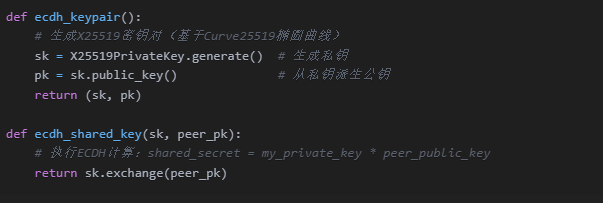 def ecdh_keypair():
    # 生成X25519密钥对（基于Curve25519椭圆曲线）
    sk = X25519PrivateKey.generate()  # 生成私钥
    pk = sk.public_key()              # 从私钥派生公钥
    return (sk, pk)
def ecdh_shared_key(sk, peer_pk):
    # 执行ECDH计算：shared_secret = my_private_key * peer_public_key
    return sk.exchange(peer_pk)